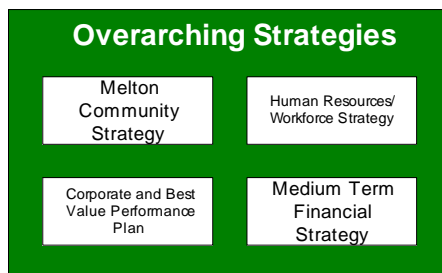 Overarching Strategies
Melton
Community
Strategy
Human Resources/
Workforce Strategy
Corporate and Best
Value Performance
Plan
Medium Term
Financial
Strategy